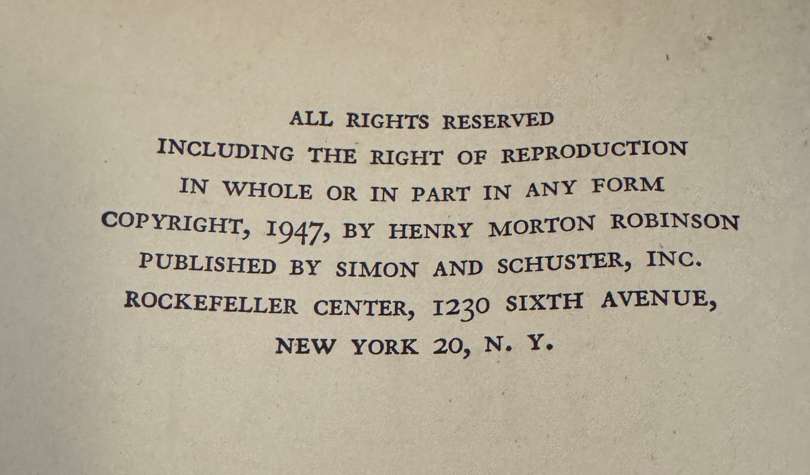 ALL RIGHTS RESERVED
INCLUDING THE RIGHT OF REPRODUCTION
IN WHOLE OR IN PART IN ANY FORM
COPYRIGHT, 1947, BY HENRY MORTON ROBINSON
PUBLISHED BY SIMON AND SCHUSTER, INC.
ROCKEFELLER CENTER, 1230 SIXTH AVENUE,
NEW YORK 20, N. Y.